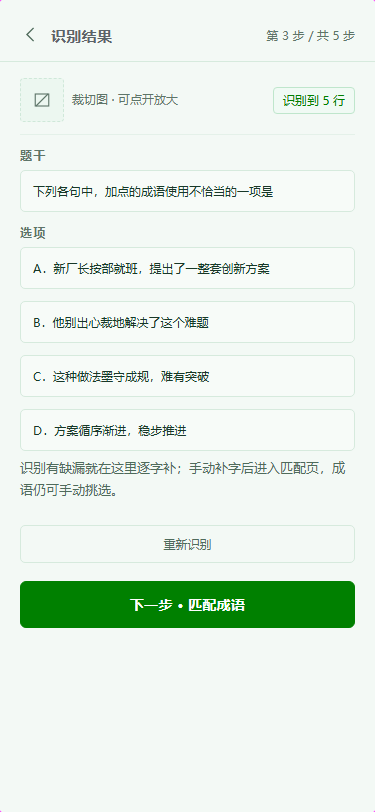 识别结果
第 3 步 / 共 5 步
裁切图 · 可点开放大
识别到 5 行
题干
下列各句中，加点的成语使用不恰当的一项是
选项
A．新厂长按部就班，提出了一整套创新方案
B．他别出心裁地解决了这个难题
C．这种做法墨守成规，难有突破
D．方案循序渐进，稳步推进
识别有缺漏就在这里逐字补；手动补字后进入匹配页，成
语仍可手动挑选。
重新识别
下一步 • 匹配成语